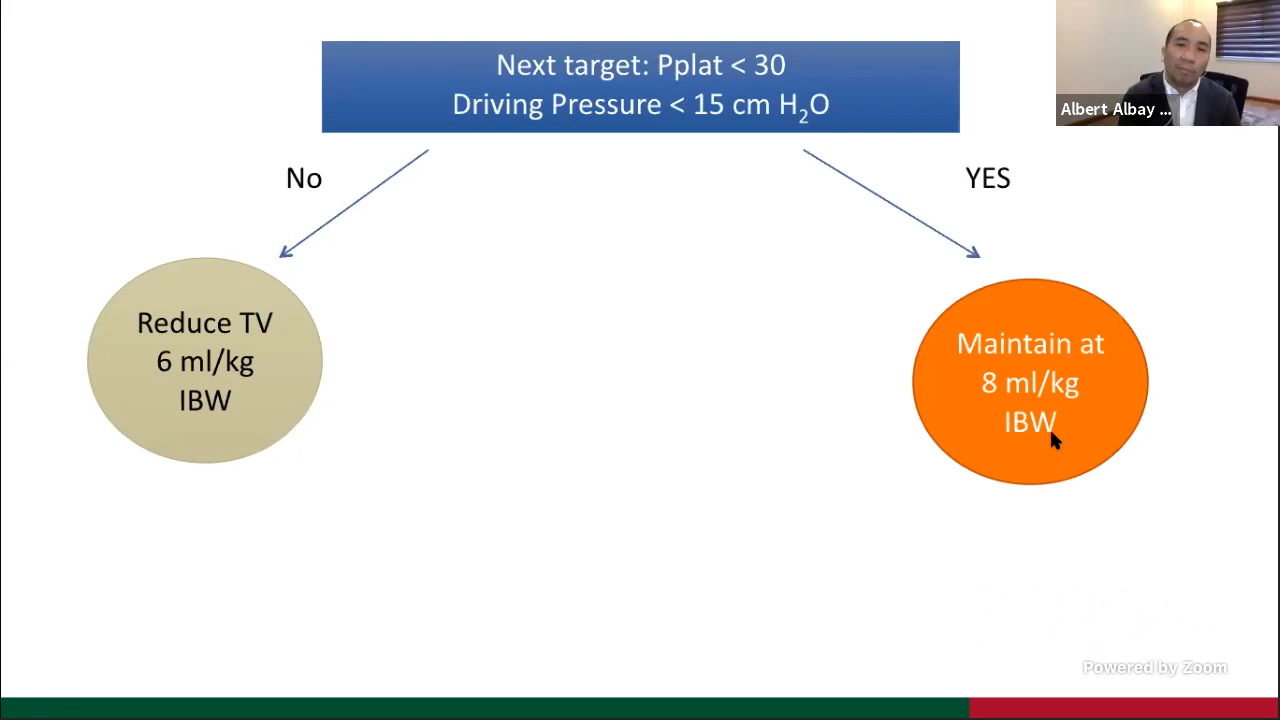 Next target: Pplat < 30
Driving Pressure < 15 cm H₂O
Albert Albay ...
No
YES
Reduce TV
6 ml/kg
IBW
Maintain at
8 ml/kg
IBW
Powered by Zoom